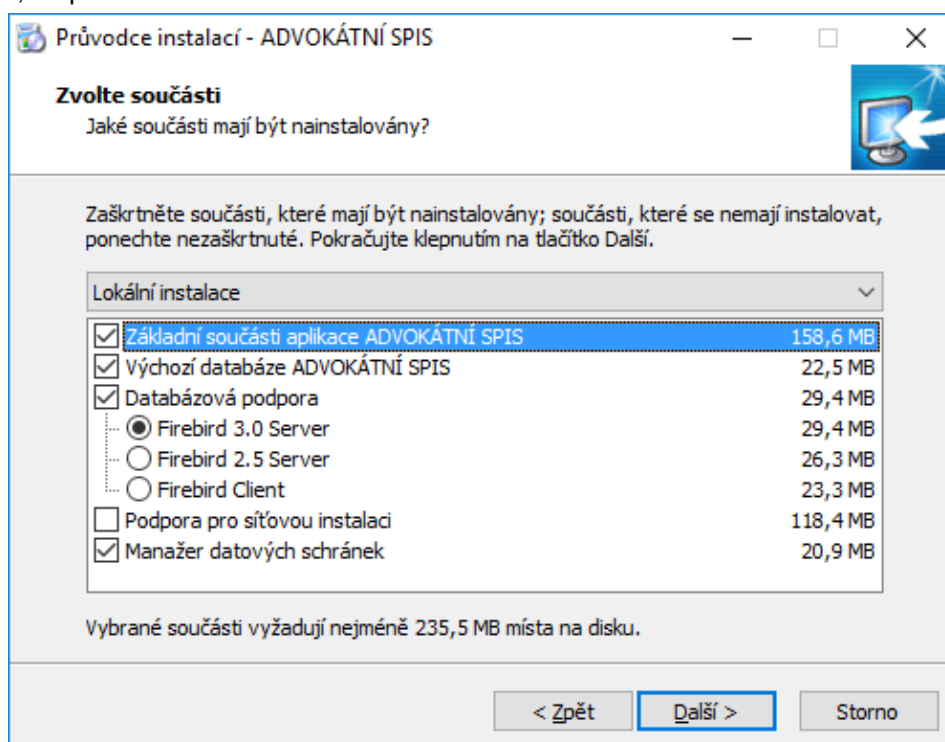 Průvodce instalací - ADVOKÁTNÍ SPIS
Zvolte součásti
Jaké součásti mají být nainstalovány?
Zaškrtněte součásti, které mají být nainstalovány; součásti, které se nemají instalovat,
ponechte nezaškrtnuté. Pokračujte klepnutím na tlačítko Další.
Lokální instalace
Základní součásti aplikace ADVOKÁTNÍ SPIS 158,6 MB
Výchozí databáze ADVOKÁTNÍ SPIS 22,5 MB
Databázová podpora 29,4 MB
Firebird 3.0 Server 29,4 MB
Firebird 2.5 Server 26,3 MB
Firebird Client 23,3 MB
Podpora pro síťovou instalaci 118,4 MB
Manažer datových schránek 20,9 MB
Vybrané součásti vyžadují nejméně 235,5 MB místa na disku.
< Zpět Další > Storno